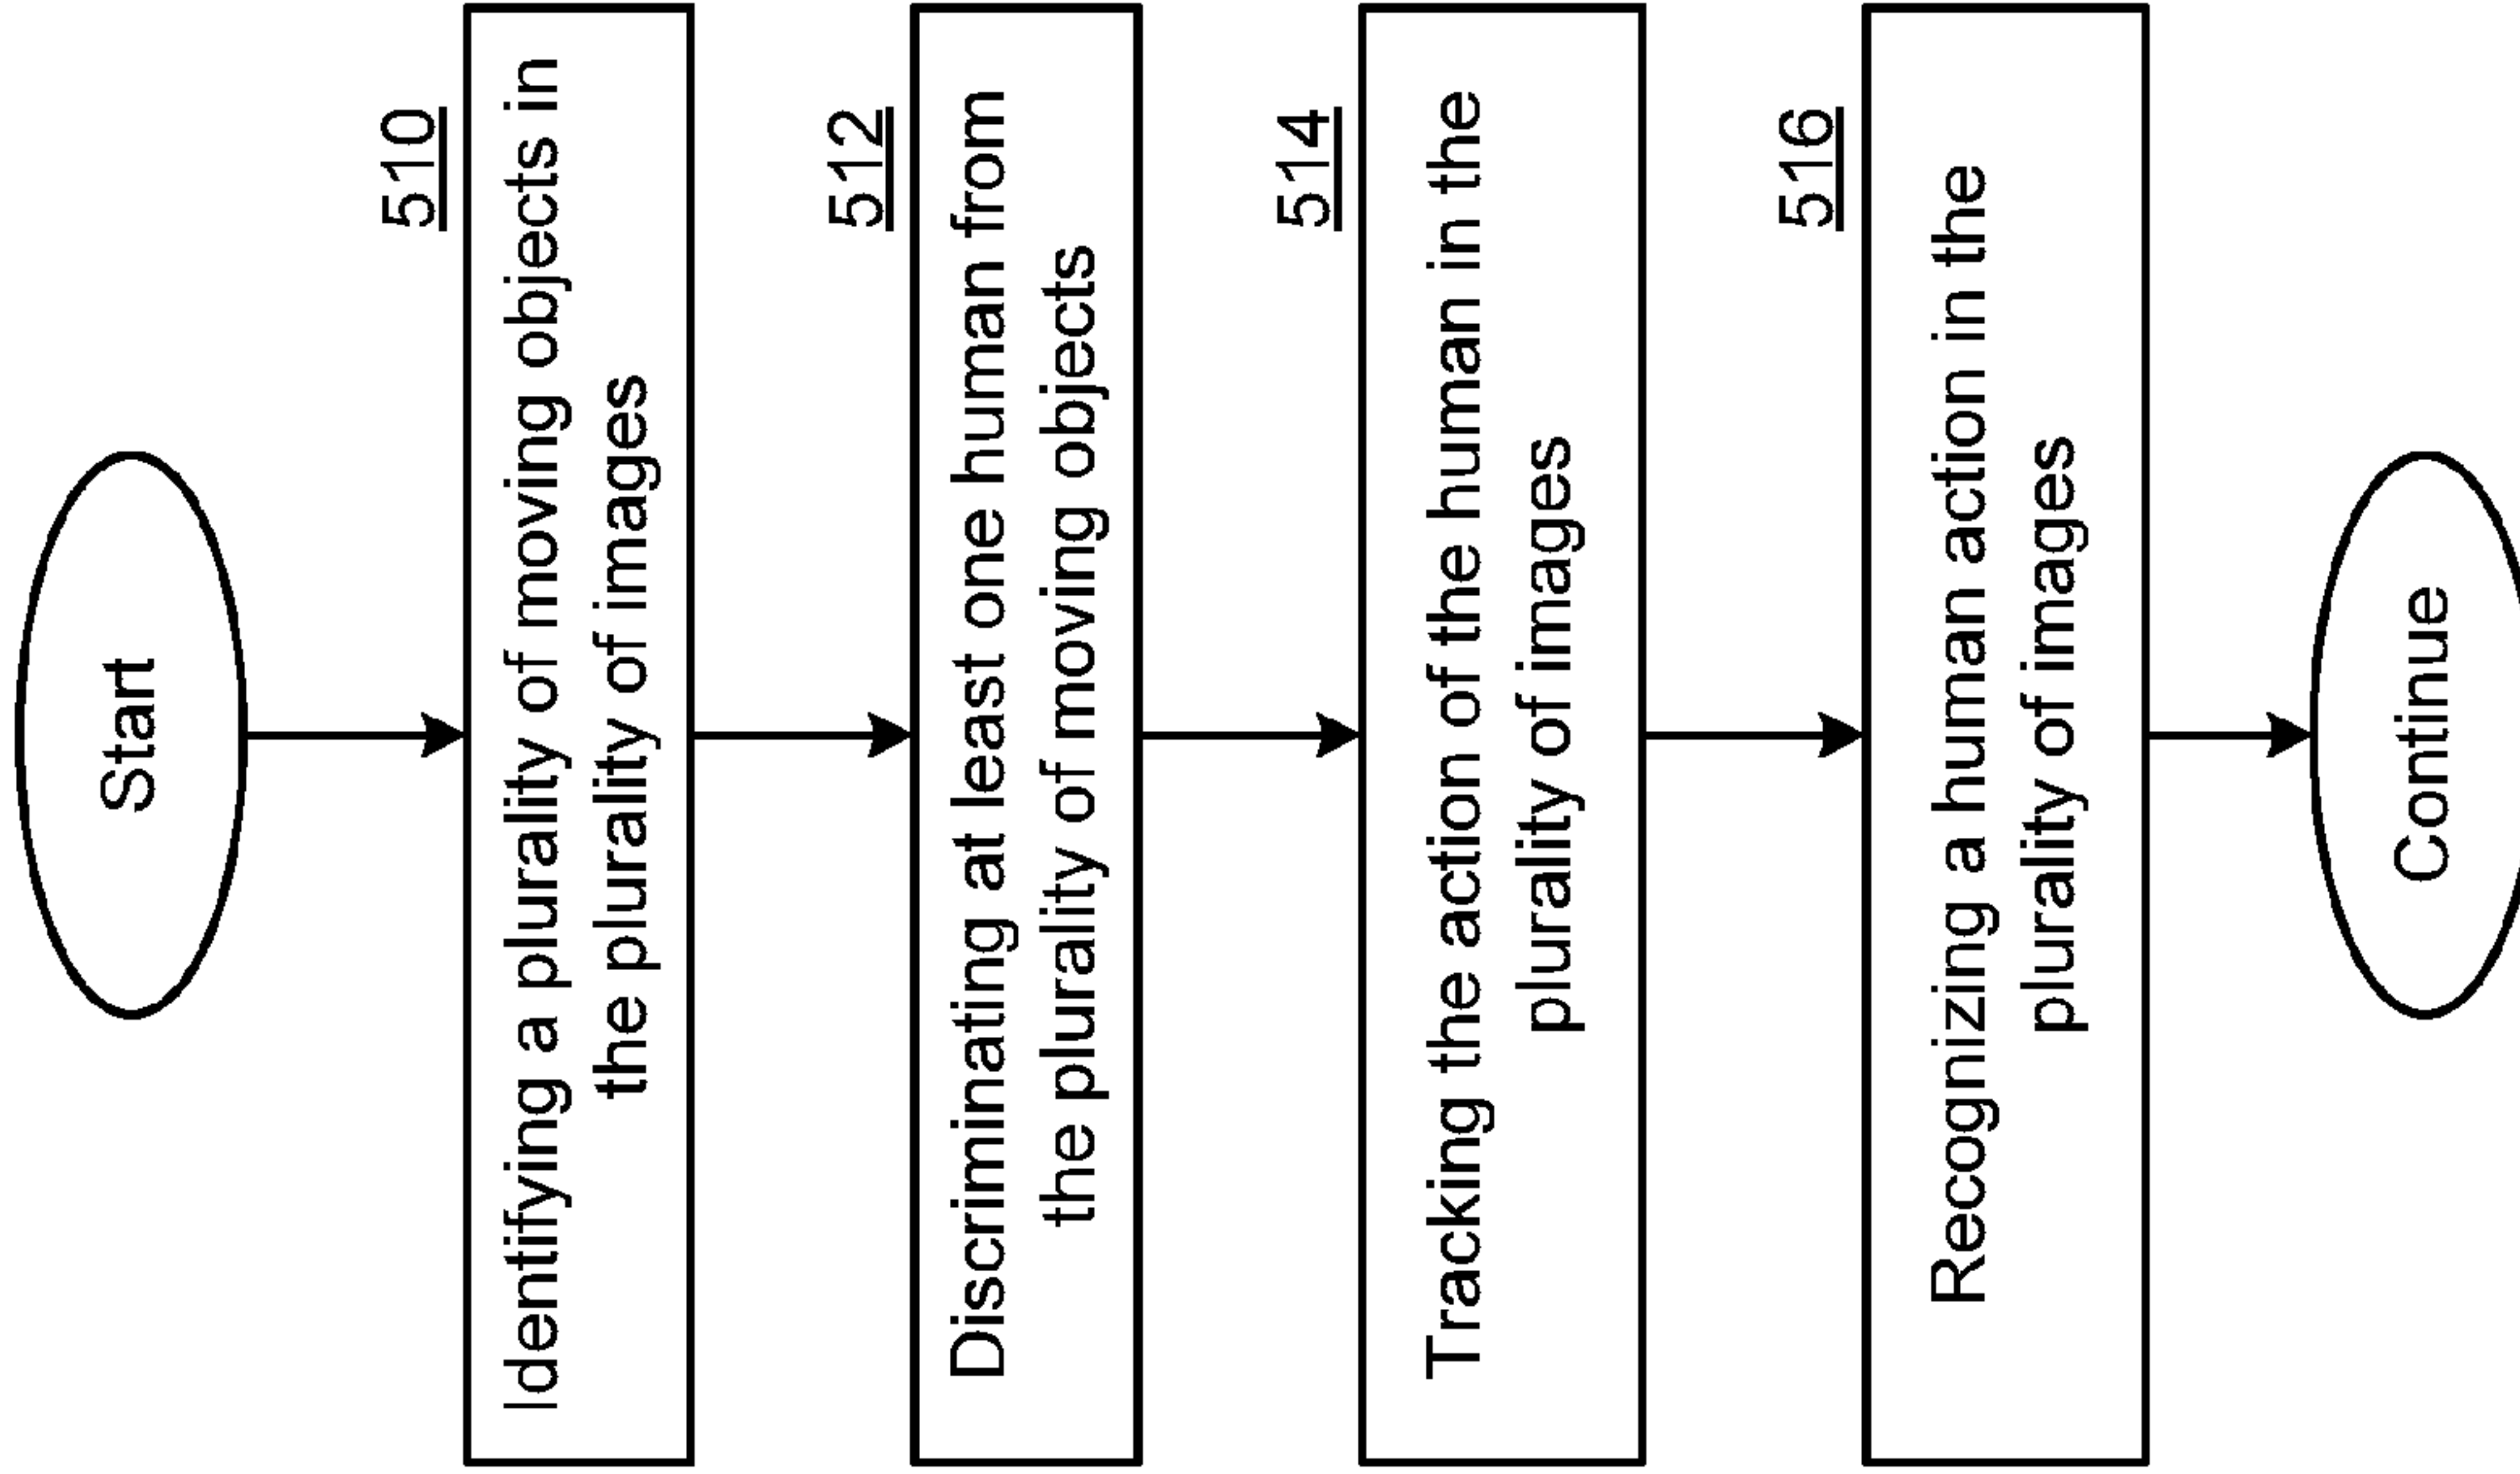 Start
510
Identifying a plurality of moving objects in
the plurality of images
512
Discriminating at least one human from
the plurality of moving objects
514
Tracking the action of the human in the
plurality of images
516
Recognizing a human action in the
plurality of images
Continue